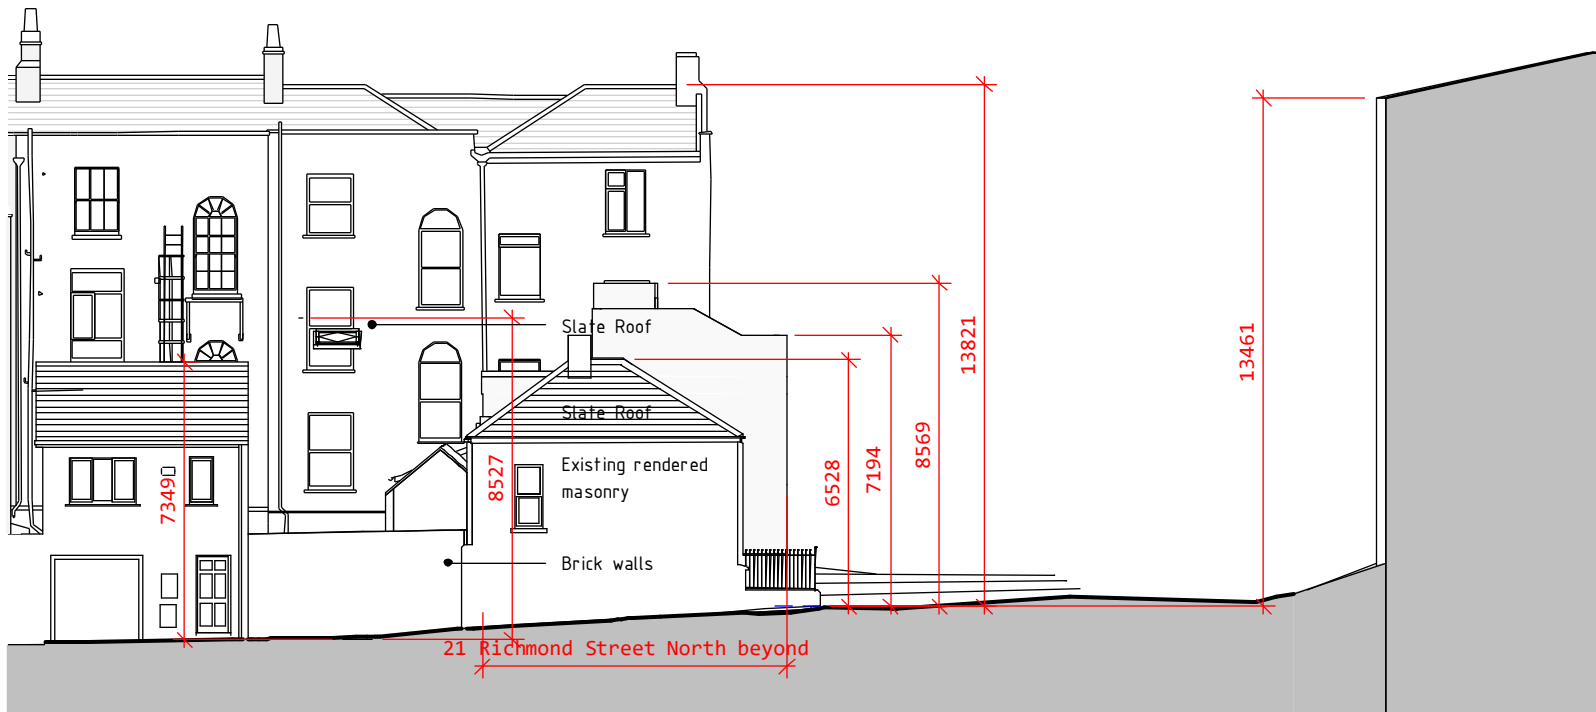 Slate Roof
Slate Roof
Existing rendered
masonry
Brick walls
21 Richmond Street North beyond
7349
8527
6528
7194
8569
13821
13461